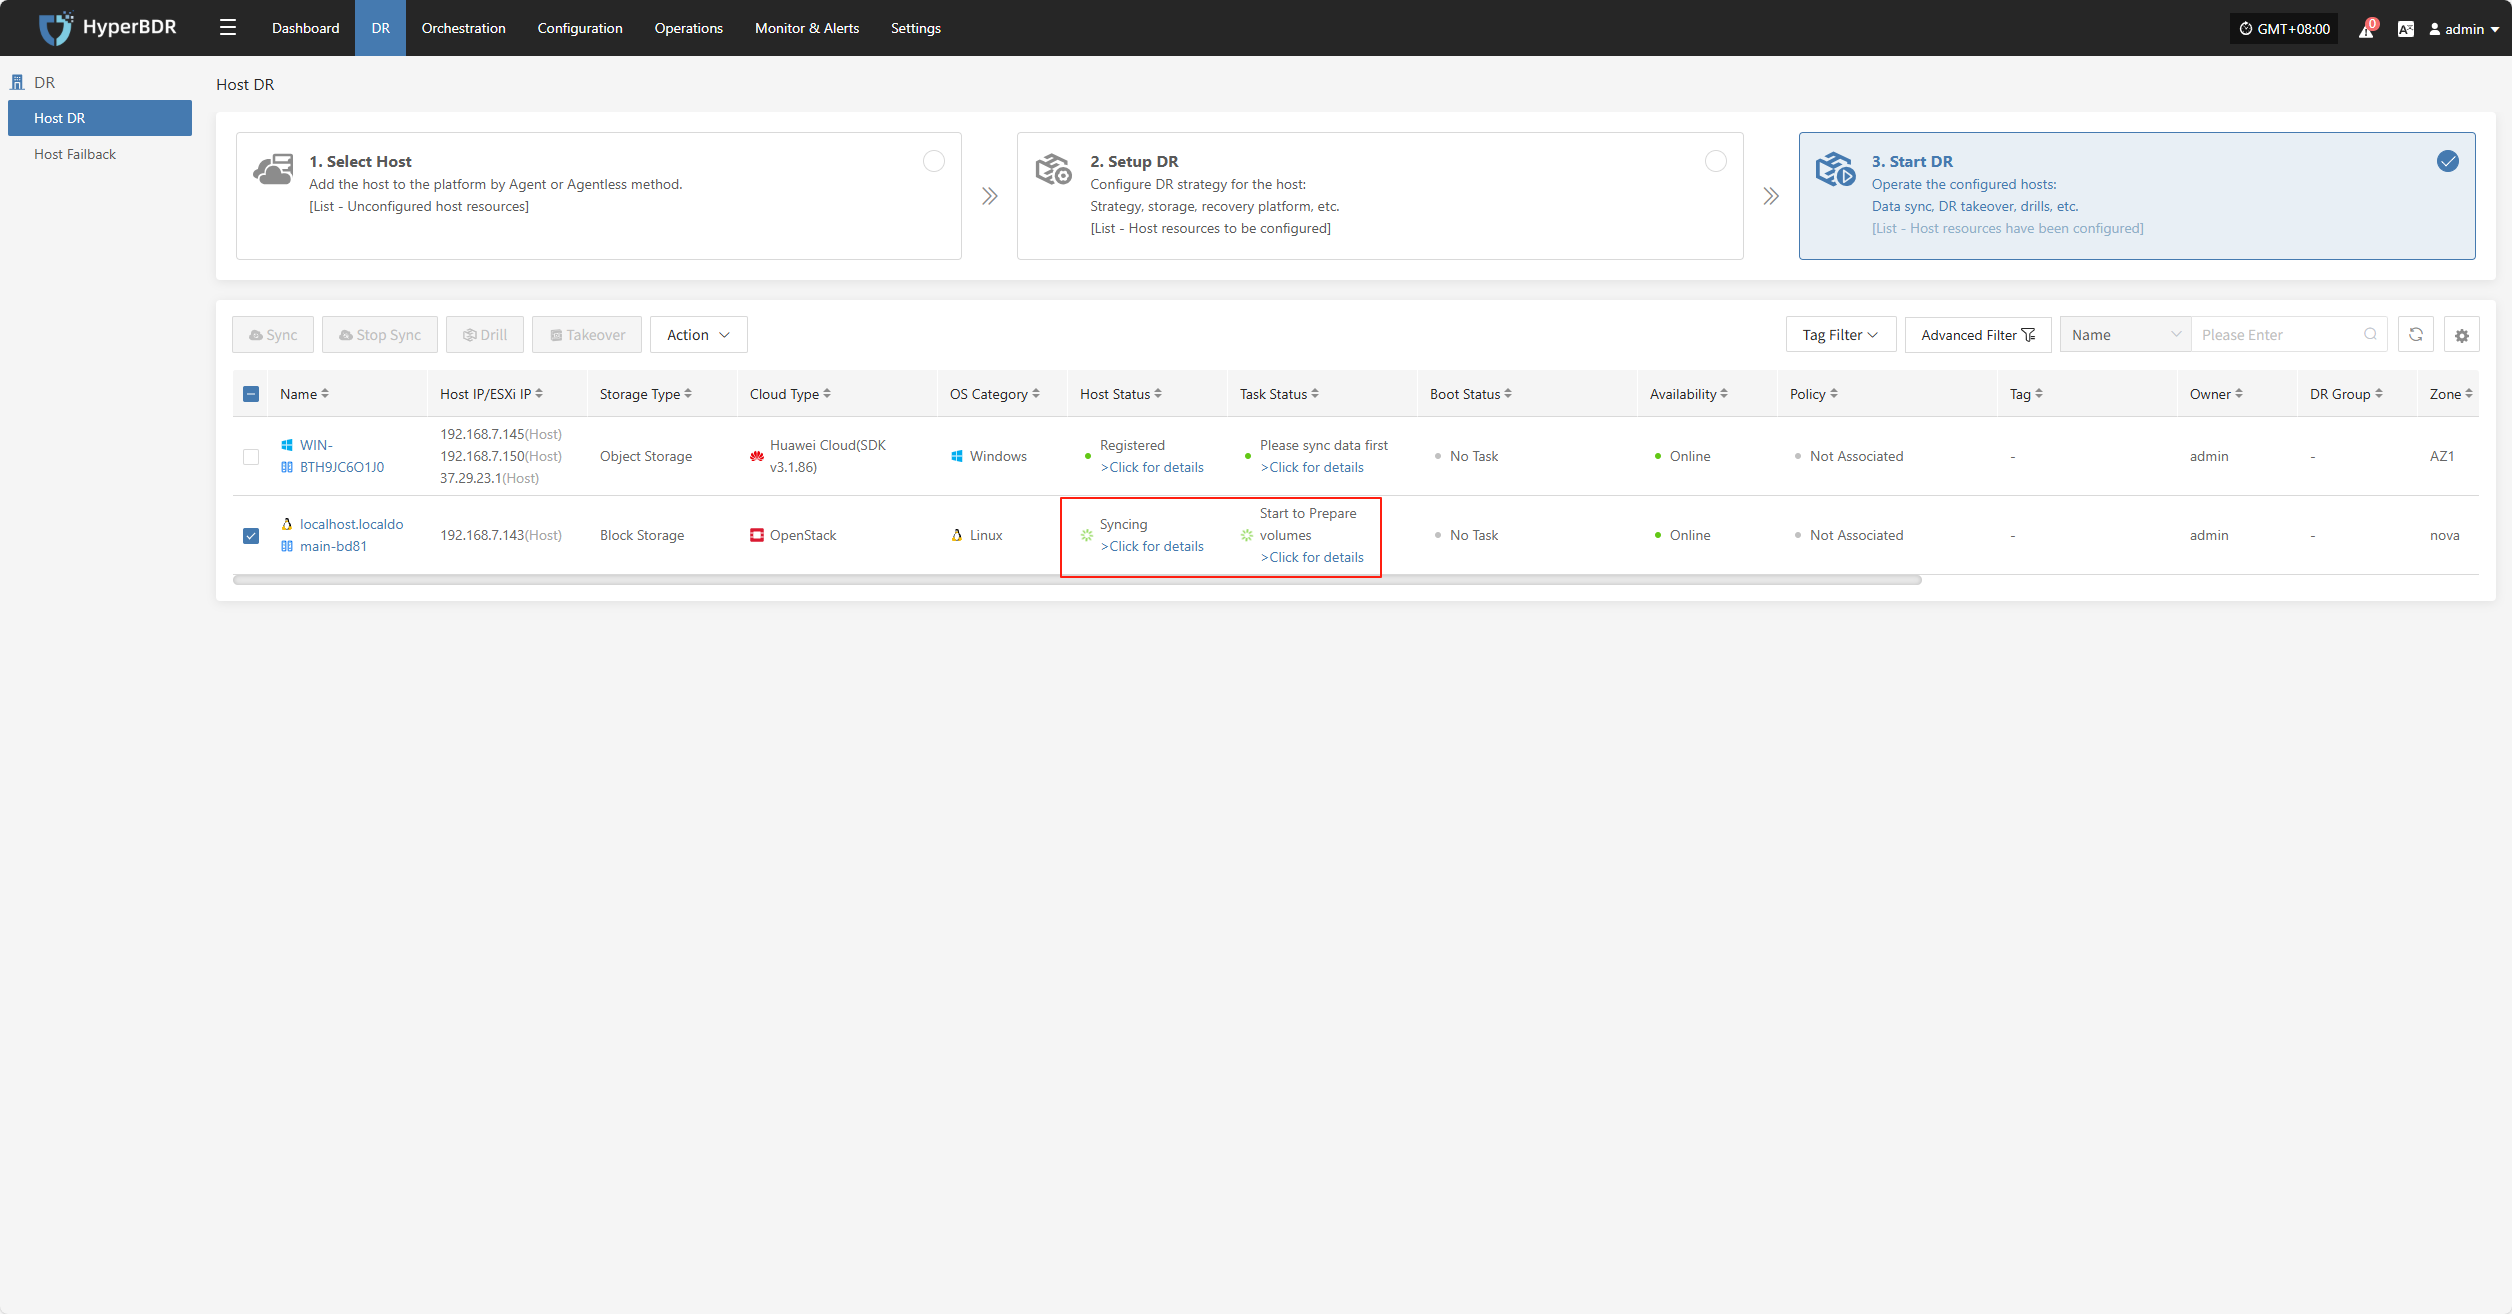 HyperBDR
Dashboard
DR
Orchestration
Configuration
Operations
Monitor & Alerts
Settings
GMT+08:00
0
admin
DR
Host DR
Host Failback
Host DR
1. Select Host
Add the host to the platform by Agent or Agentless method.
[List - Unconfigured host resources]
2. Setup DR
Configure DR strategy for the host:
Strategy, storage, recovery platform, etc.
[List - Host resources to be configured]
3. Start DR
Operate the configured hosts:
Data sync, DR takeover, drills, etc.
[List - Host resources have been configured]
Sync
Stop Sync
Drill
Takeover
Action
Tag Filter
Advanced Filter
Name
Please Enter
Name
Host IP/ESXi IP
Storage Type
Cloud Type
OS Category
Host Status
Task Status
Boot Status
Availability
Policy
Tag
Owner
DR Group
Zone
WIN-
BTH9JC6O1J0
192.168.7.145(Host)
192.168.7.150(Host)
37.29.23.1(Host)
Object Storage
Huawei Cloud(SDK
v3.1.86)
Windows
Registered
>Click for details
Please sync data first
>Click for details
No Task
Online
Not Associated
-
admin
-
AZ1
localhost.localdo
main-bd81
192.168.7.143(Host)
Block Storage
OpenStack
Linux
Syncing
>Click for details
Start to Prepare
volumes
>Click for details
No Task
Online
Not Associated
-
admin
-
nova